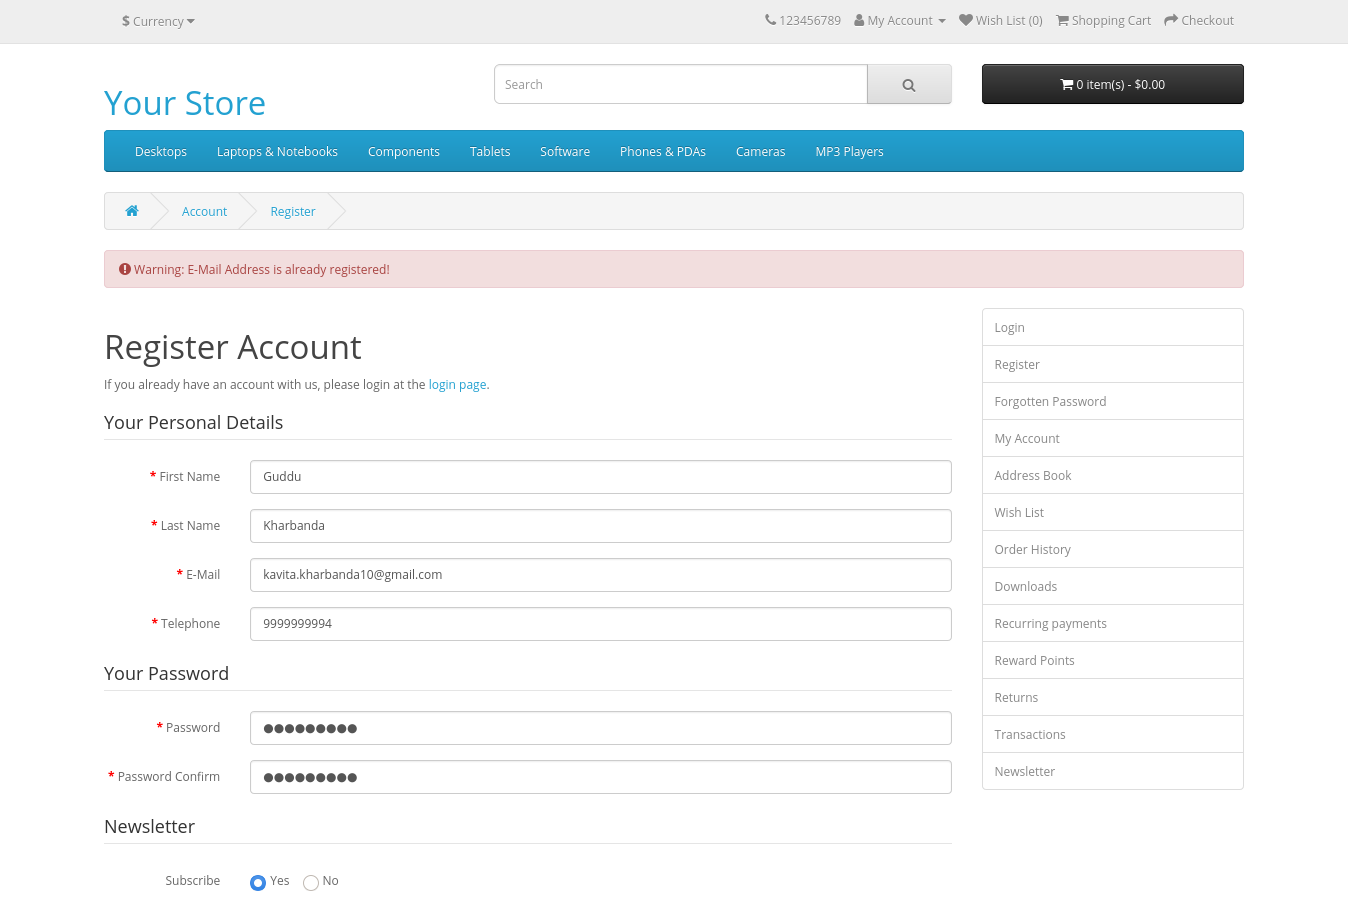 $ Currency
123456789 My Account Wish List (0) Shopping Cart Checkout
Your Store
Search
0 item(s) - $0.00
Desktops Laptops & Notebooks Components Tablets Software Phones & PDAs Cameras MP3 Players
Account Register
Warning: E-Mail Address is already registered!
Register Account
If you already have an account with us, please login at the login page.
Your Personal Details
* First Name Guddu
* Last Name Kharbanda
* E-Mail kavita.kharbanda10@gmail.com
* Telephone 9999999994
Your Password
* Password ●●●●●●●●●
* Password Confirm ●●●●●●●●●
Newsletter
Subscribe Yes No
Login
Register
Forgotten Password
My Account
Address Book
Wish List
Order History
Downloads
Recurring payments
Reward Points
Returns
Transactions
Newsletter